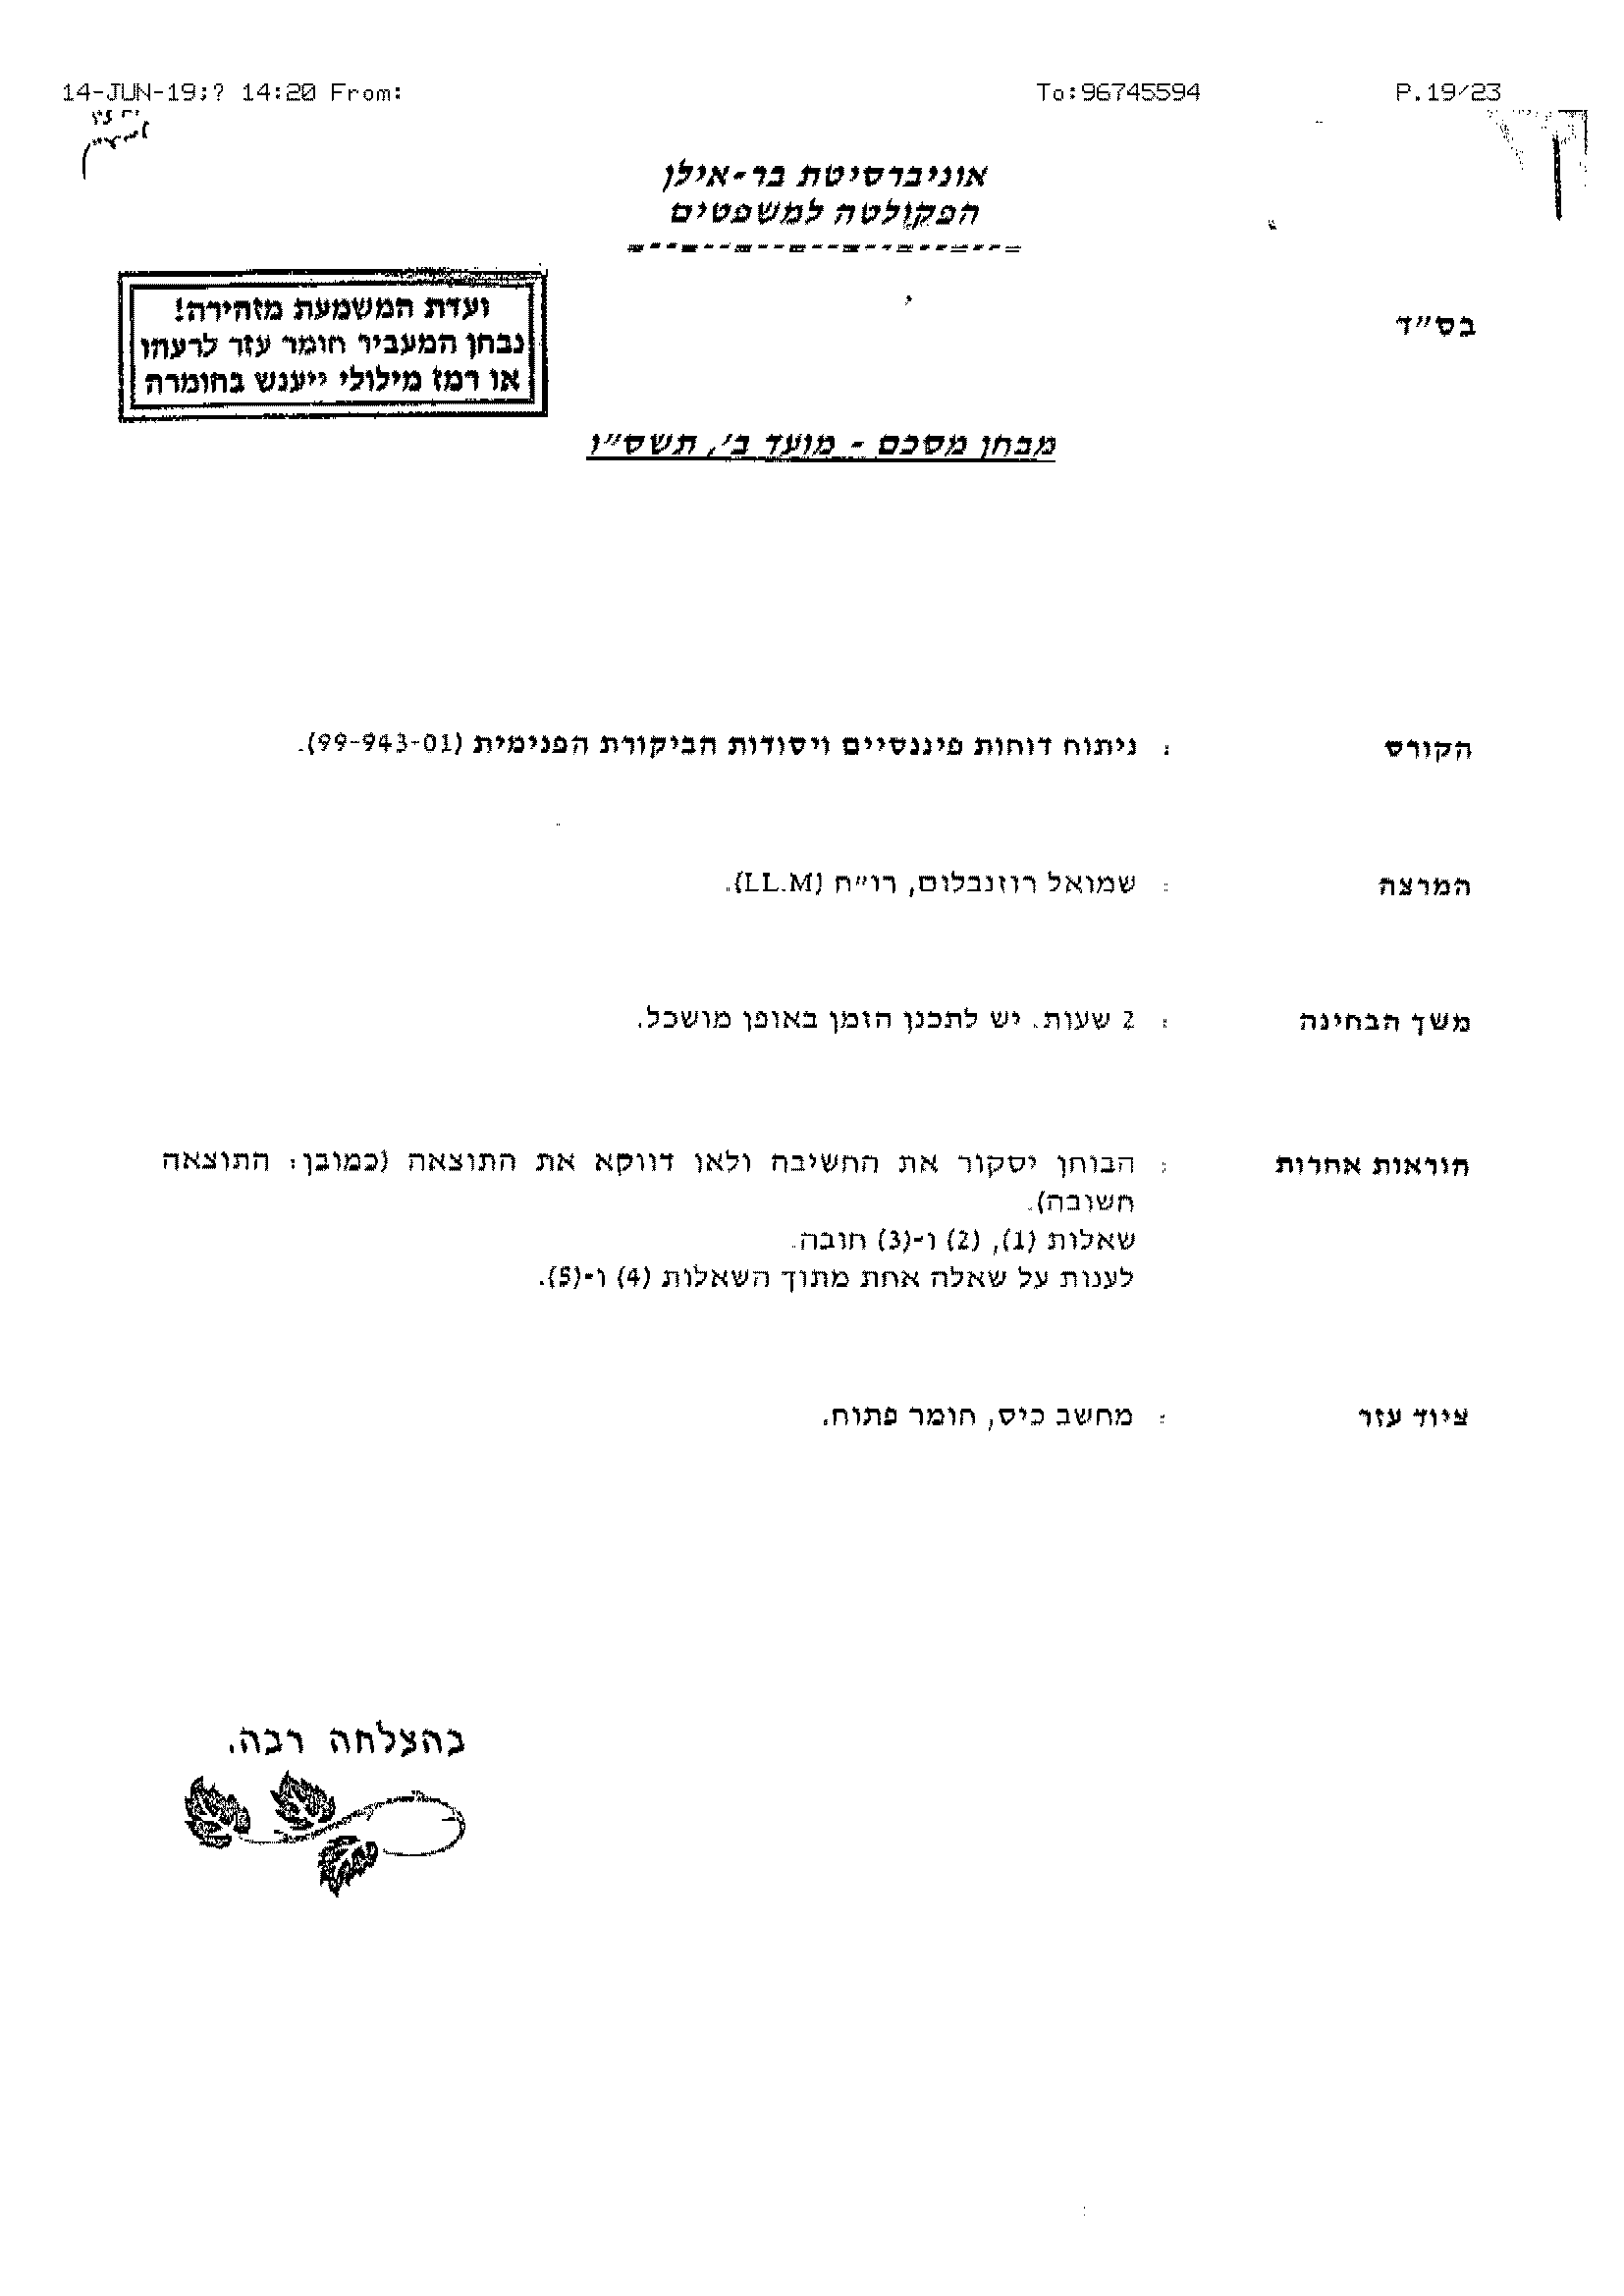 14-JUN-19;? 14:20 From: To:96745594 P.19/23
אוניברסיטת בר-אילן
הפקולטה למשפטים
בס״ד
ועדת המשמעת מזהירה!
נבחן המעביר חומר עזר לרעהו
או רמז מילולי ייענש בחומרה
מבחן מסכם - מועד ב׳, תשס״ו
הקורס : ניתוח דוחות פיננסיים ויסודות הביקורת הפנימית (99-943-01).
המרצה : שמואל רוזנבלום, רו״ח (LL.M).
משך הבחינה : 2 שעות. יש לתכנן הזמן באופן מושכל.
הוראות אחרות : הבוחן יסקור את החשיבה ולאו דווקא את התוצאה (כמובן: התוצאה
חשובה).
שאלות (1), (2) ו-(3) חובה.
לענות על שאלה אחת מתוך השאלות (4) ו-(5).
ציוד עזר : מחשב כיס, חומר פתוח.
בהצלחה רבה.